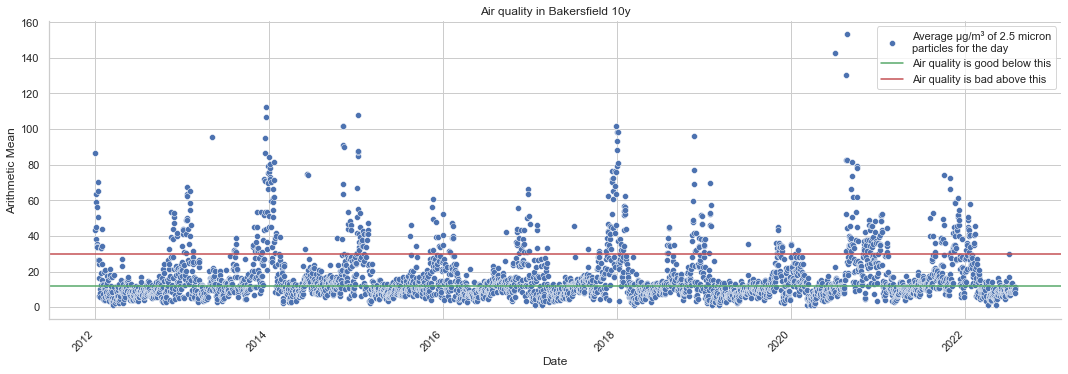 Air quality in Bakersfield 10y
160
140
120
100
80
60
40
20
0
Arithmetic Mean
Average μg/m³ of 2.5 micron
particles for the day
Air quality is good below this
Air quality is bad above this
2012
2014
2016
2018
2020
2022
Date